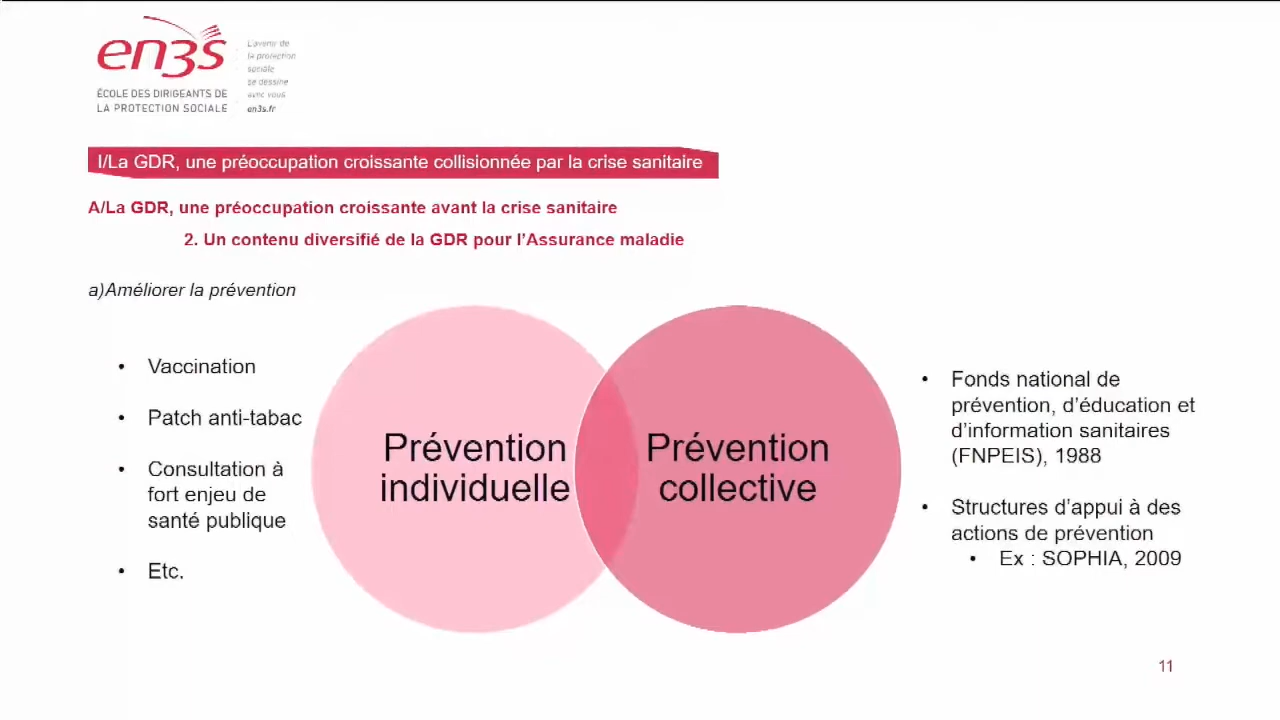 en3s
ÉCOLE DES DIRIGEANTS DE
LA PROTECTION SOCIALE
L'avenir de
la protection
sociale
se dessine
avec vous
en3s.fr
I/La GDR, une préoccupation croissante collisionnée par la crise sanitaire
A/La GDR, une préoccupation croissante avant la crise sanitaire
2. Un contenu diversifié de la GDR pour l'Assurance maladie
a)Améliorer la prévention
• Vaccination
• Patch anti-tabac
• Consultation à
fort enjeu de
santé publique
• Etc.
Prévention
individuelle
Prévention
collective
• Fonds national de
prévention, d'éducation et
d'information sanitaires
(FNPEIS), 1988
• Structures d'appui à des
actions de prévention
• Ex : SOPHIA, 2009
11